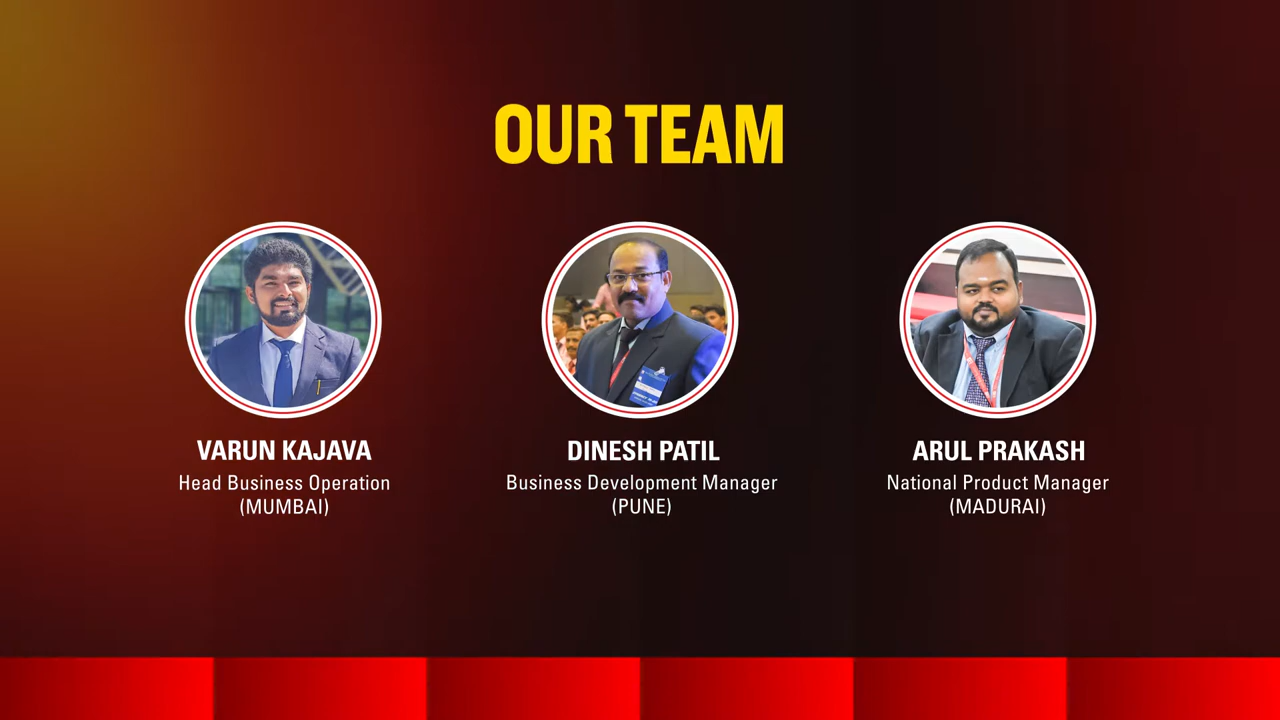 OUR TEAM
VARUN KAJAVA
Head Business Operation
(MUMBAI)
DINESH PATIL
Business Development Manager
(PUNE)
ARUL PRAKASH
National Product Manager
(MADURAI)